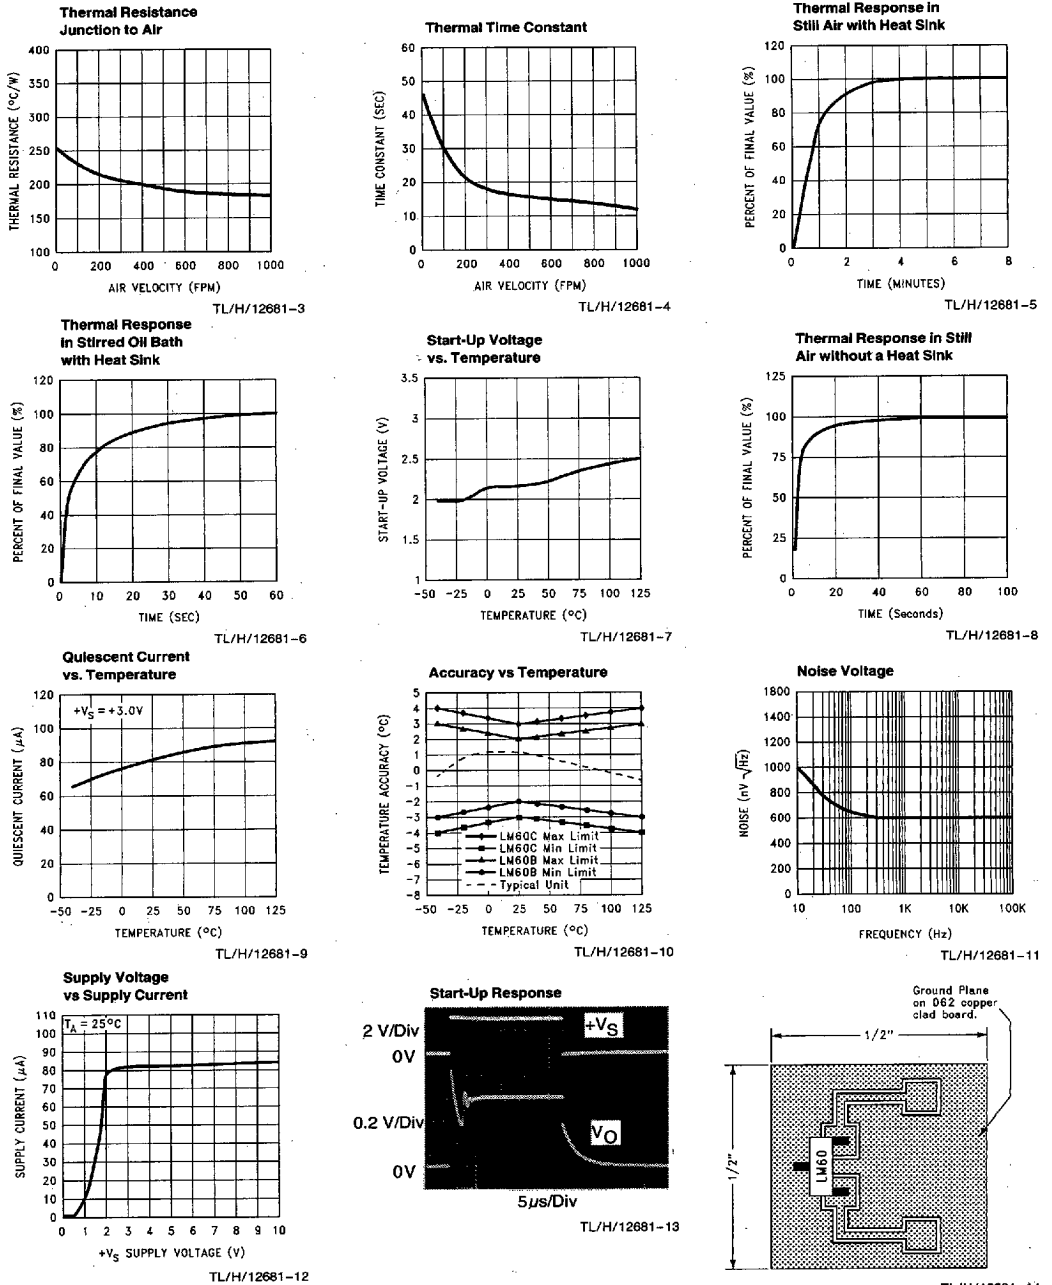 Thermal Resistance
Junction to Air
400
350
300
250
200
150
100
THERMAL RESISTANCE (°C/W)
0 200 400 600 800 1000
AIR VELOCITY (FPM)
TL/H/12681–3
Thermal Time Constant
60
50
40
30
20
10
0
TIME CONSTANT (SEC)
0 200 400 600 800 1000
AIR VELOCITY (FPM)
TL/H/12681–4
Thermal Response in
Still Air with Heat Sink
120
100
80
60
40
20
0
PERCENT OF FINAL VALUE (%)
0 2 4 6 8
TIME (MINUTES)
TL/H/12681–5
Thermal Response
in Stirred Oil Bath
with Heat Sink
120
100
80
60
40
20
0
PERCENT OF FINAL VALUE (%)
0 10 20 30 40 50 60
TIME (SEC)
TL/H/12681–6
Start-Up Voltage
vs. Temperature
3.5
3
2.5
2
1.5
1
START-UP VOLTAGE (V)
-50 -25 0 25 50 75 100 125
TEMPERATURE (°C)
TL/H/12681–7
Thermal Response in Still
Air without a Heat Sink
125
100
75
50
25
0
PERCENT OF FINAL VALUE (%)
0 20 40 60 80 100
TIME (Seconds)
TL/H/12681–8
Quiescent Current
vs. Temperature
+VS = +3.0V
120
100
80
60
40
20
0
QUIESCENT CURRENT (μA)
-50 -25 0 25 50 75 100 125
TEMPERATURE (°C)
TL/H/12681–9
Accuracy vs Temperature
5
4
3
2
1
0
-1
-2
-3
-4
-5
-6
-7
-8
TEMPERATURE ACCURACY (°C)
LM60C Max Limit
LM60C Min Limit
LM60B Max Limit
LM60B Min Limit
Typical Unit
-50 -25 0 25 50 75 100 125
TEMPERATURE (°C)
TL/H/12681–10
Noise Voltage
1800
1600
1400
1200
1000
800
600
400
200
0
NOISE (nV √Hz)
10 100 1K 10K 100K
FREQUENCY (Hz)
TL/H/12681–11
Supply Voltage
vs Supply Current
TA = 25°C
110
100
90
80
70
60
50
40
30
20
10
0
SUPPLY CURRENT (μA)
0 1 2 3 4 5 6 7 8 9 10
+VS SUPPLY VOLTAGE (V)
TL/H/12681–12
Start-Up Response
2 V/Div
0V
0.2 V/Div
0V
+VS
VO
5μs/Div
TL/H/12681–13
Ground Plane
on 062 copper
clad board.
1/2"
1/2"
LM60